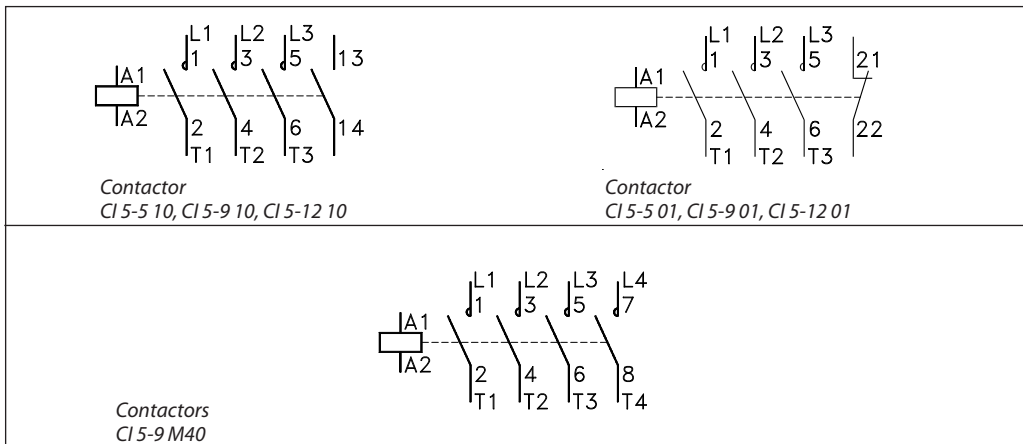 L1 L2 L3
1 3 5 13
A1
A2
2 4 6 14
T1 T2 T3
Contactor
CI 5-5 10, CI 5-9 10, CI 5-12 10
L1 L2 L3
1 3 5 21
A1
A2
2 4 6 22
T1 T2 T3
Contactor
CI 5-5 01, CI 5-9 01, CI 5-12 01
L1 L2 L3 L4
1 3 5 7
A1
A2
2 4 6 8
T1 T2 T3 T4
Contactors
CI 5-9 M40